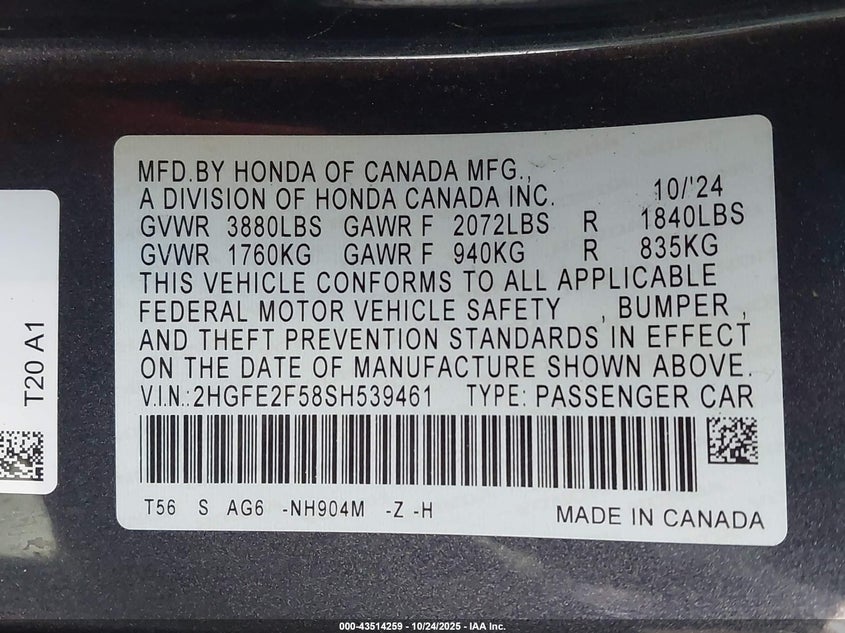 MFD.BY HONDA OF CANADA MFG.,
A DIVISION OF HONDA CANADA INC. 10/'24
GVWR 3880LBS GAWR F 2072LBS R 1840LBS
GVWR 1760KG GAWR F 940KG R 835KG
THIS VEHICLE CONFORMS TO ALL APPLICABLE
FEDERAL MOTOR VEHICLE SAFETY , BUMPER ,
AND THEFT PREVENTION STANDARDS IN EFFECT
ON THE DATE OF MANUFACTURE SHOWN ABOVE.
V.I.N.:2HGFE2F58SH539461 TYPE: PASSENGER CAR
T56 S AG6 -NH904M -Z -H
MADE IN CANADA
T20 A1
000-43514259 - 10/24/2025 - IAA Inc.